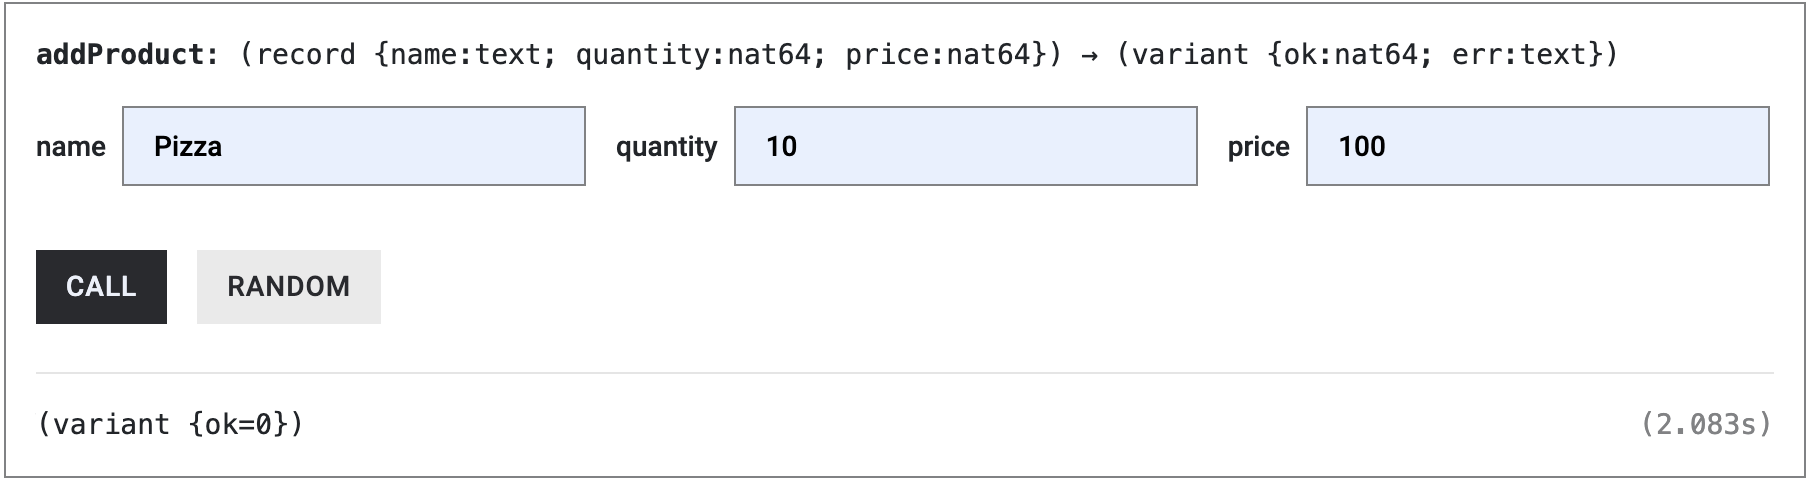 addProduct: (record {name:text; quantity:nat64; price:nat64}) → (variant {ok:nat64; err:text})
name Pizza quantity 10 price 100
CALL RANDOM
(variant {ok=0}) (2.083s)